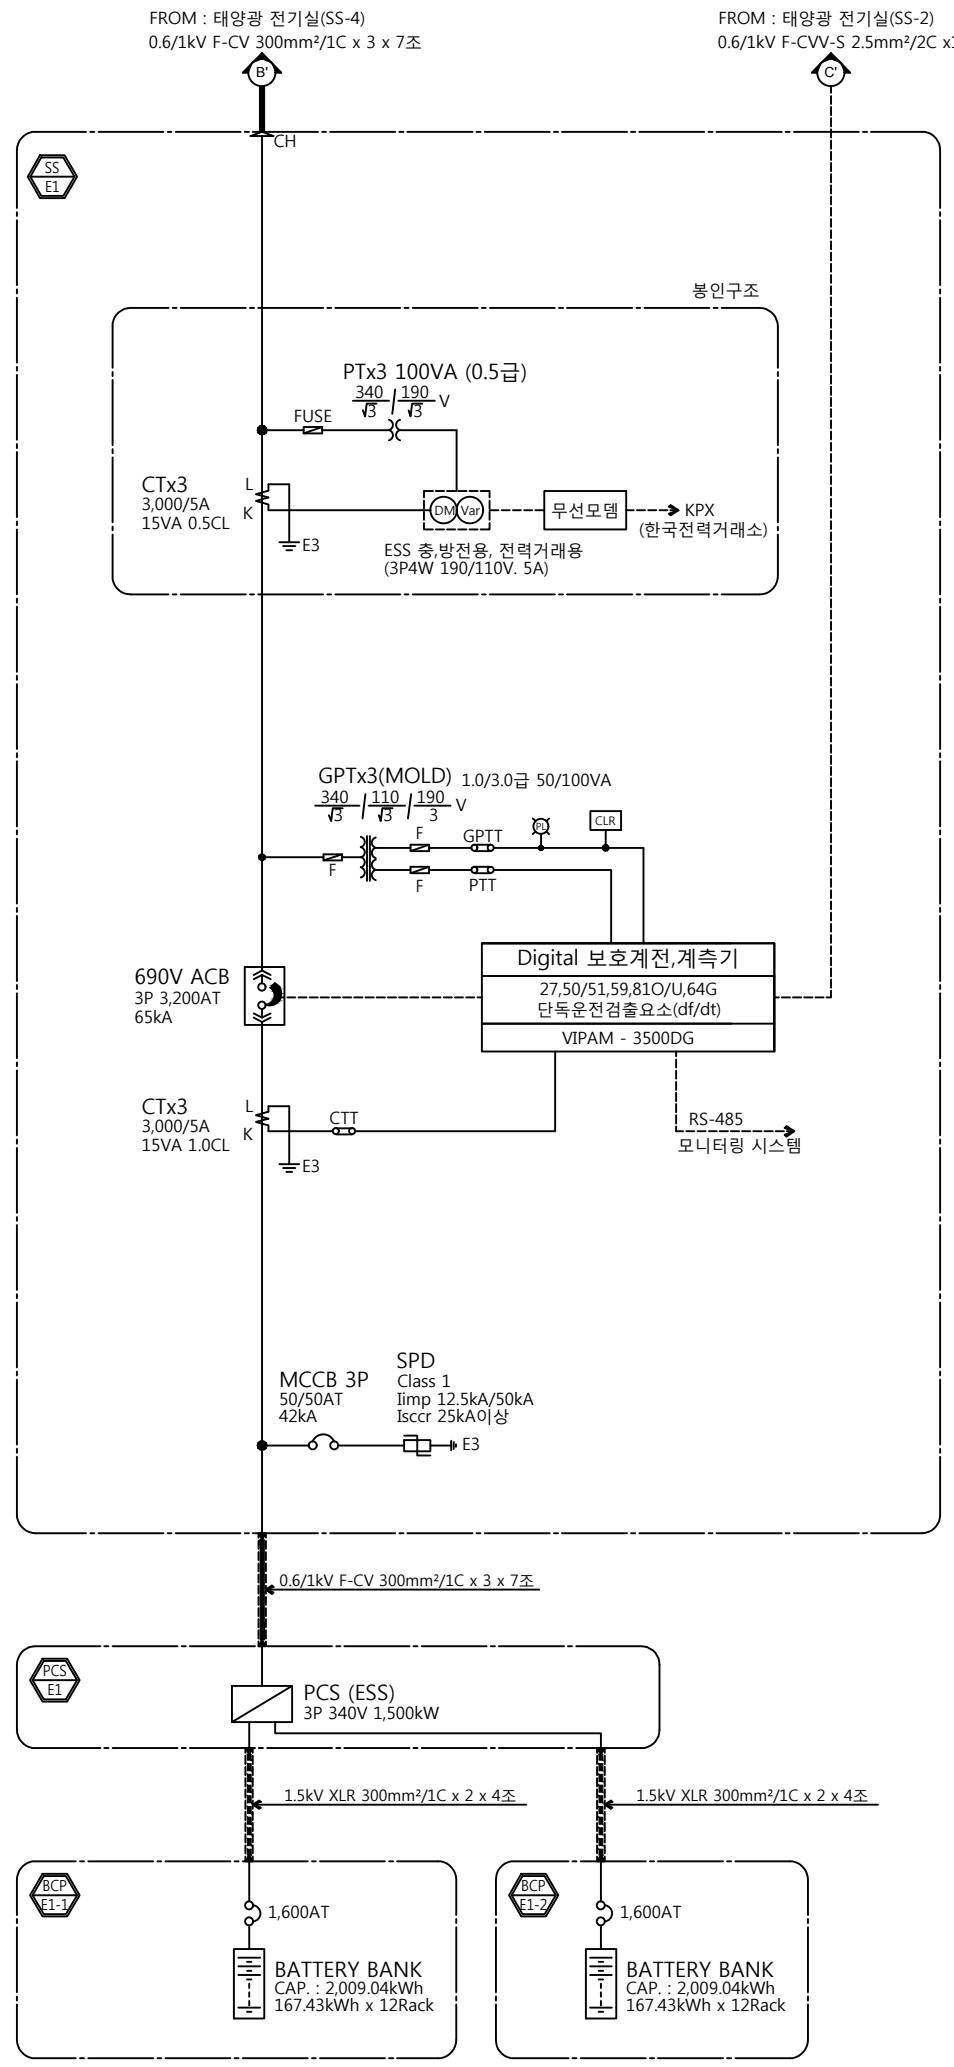 FROM : 태양광 전기실(SS-4)
0.6/1kV F-CV 300mm²/1C x 3 x 7조
B'
FROM : 태양광 전기실(SS-2)
0.6/1kV F-CVV-S 2.5mm²/2C x1
C'
CH
SS
E1
봉인구조
PTx3 100VA (0.5급)
340/√3 / 190/√3 V
FUSE
CTx3
3,000/5A
15VA 0.5CL
L
K
E3
DM
Var
무선모뎀
KPX
(한국전력거래소)
ESS 충,방전용, 전력거래용
(3P4W 190/110V. 5A)
GPTx3(MOLD)
1.0/3.0급 50/100VA
340/√3 / 110/√3 / 190/3 V
F
F
GPTT
PL
CLR
F
PTT
690V ACB
3P 3,200AT
65kA
Digital 보호계전,계측기
27,50/51,59,81O/U,64G
단독운전검출요소(df/dt)
VIPAM - 3500DG
CTx3
3,000/5A
15VA 1.0CL
L
K
E3
CTT
RS-485
모니터링 시스템
MCCB 3P
50/50AT
42kA
SPD
Class 1
Iimp 12.5kA/50kA
Isccr 25kA이상
E3
0.6/1kV F-CV 300mm²/1C x 3 x 7조
PCS
E1
PCS (ESS)
3P 340V 1,500kW
1.5kV XLR 300mm²/1C x 2 x 4조
1.5kV XLR 300mm²/1C x 2 x 4조
BCP
E1-1
1,600AT
BATTERY BANK
CAP. : 2,009.04kWh
167.43kWh x 12Rack
BCP
E1-2
1,600AT
BATTERY BANK
CAP. : 2,009.04kWh
167.43kWh x 12Rack